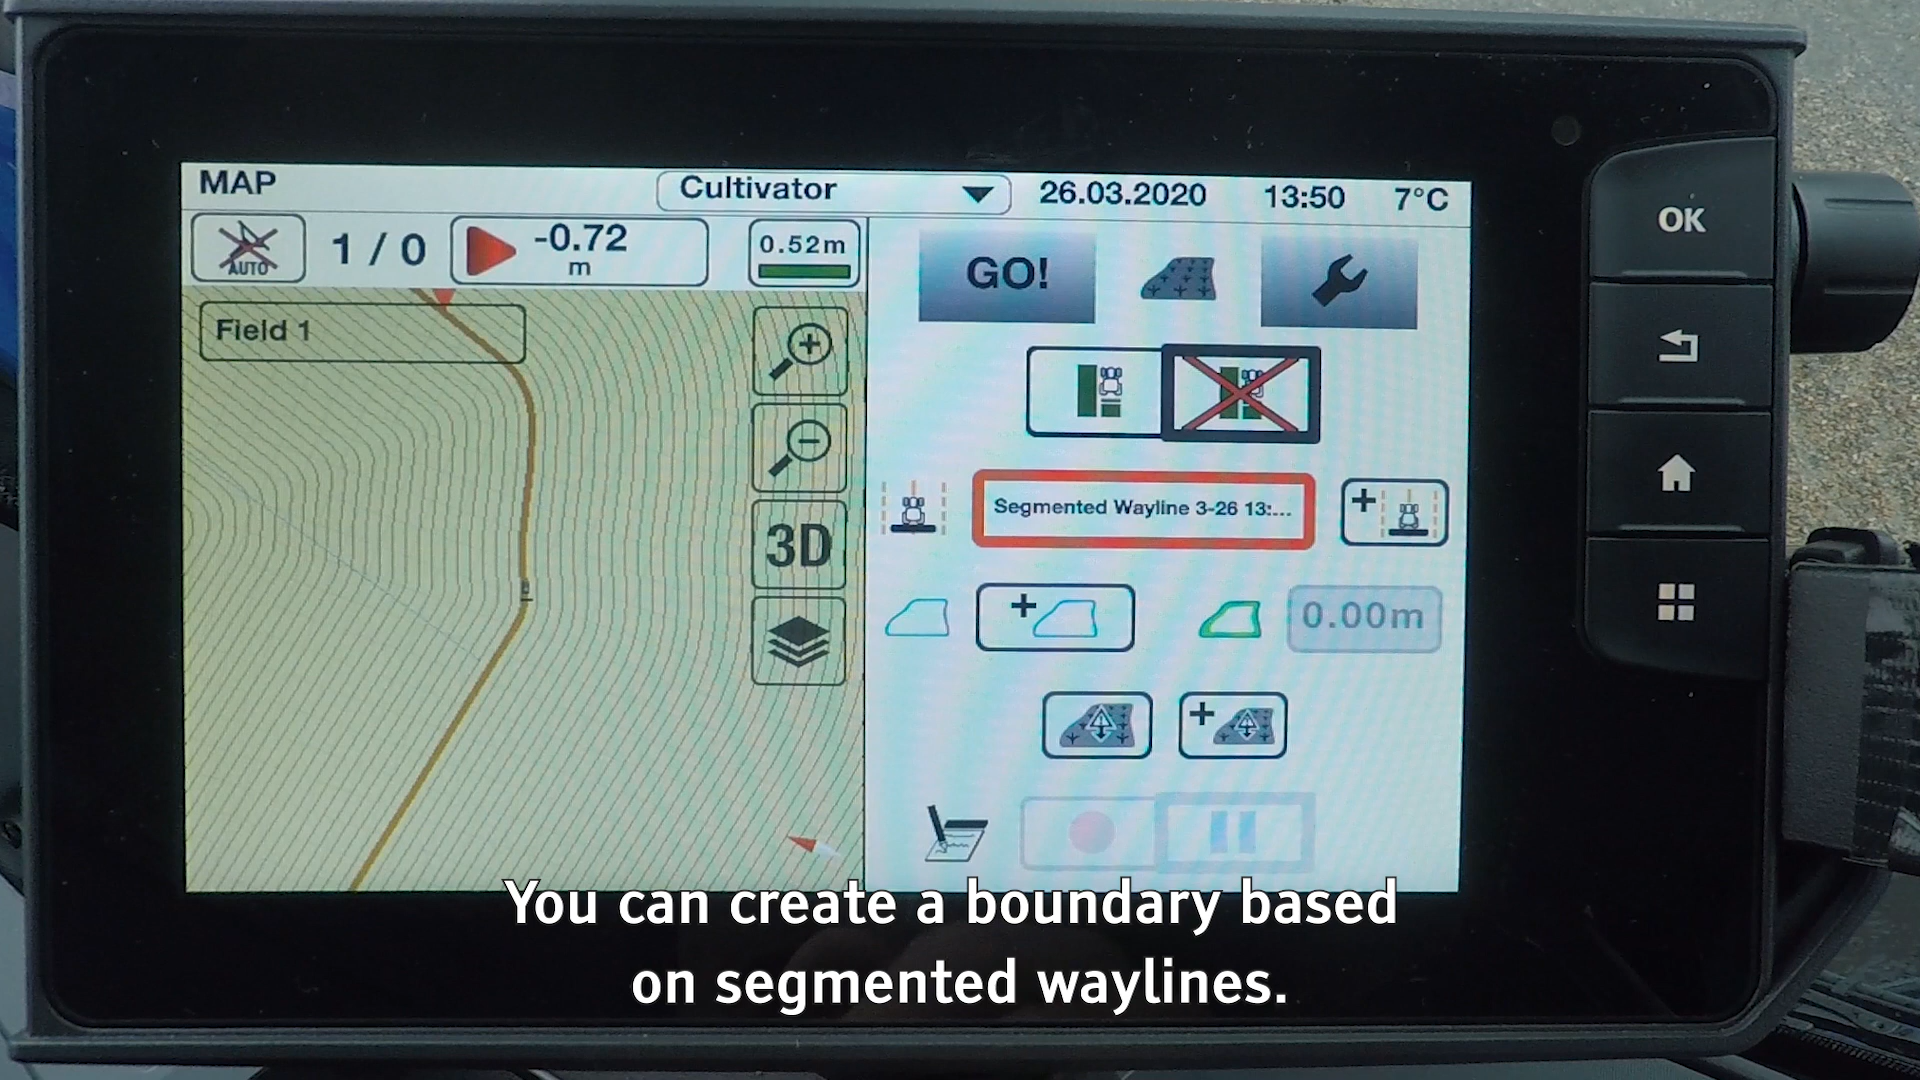 MAP
Cultivator
26.03.2020
13:50
7°C
AUTO
1 / 0
-0.72
m
0.52m
GO!
Field 1
3D
Segmented Wayline 3-26 13:...
0.00m
OK
You can create a boundary based
on segmented waylines.